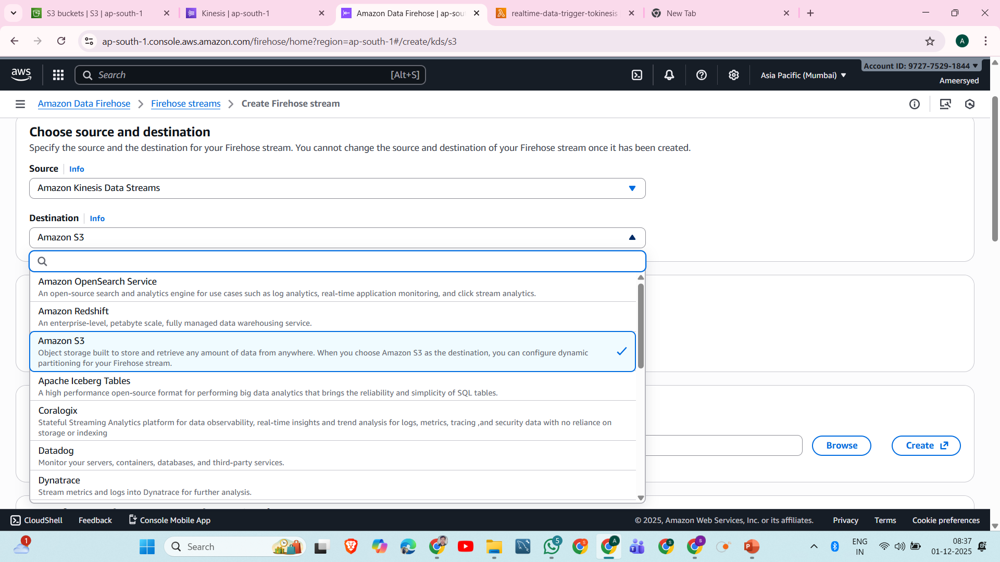 S3 buckets | S3 | ap-south-1
Kinesis | ap-south-1
Amazon Data Firehose | ap-sou
realtime-data-trigger-tokinesis
New Tab
ap-south-1.console.aws.amazon.com/firehose/home?region=ap-south-1#/create/kds/s3
A
aws
Search
[Alt+S]
Asia Pacific (Mumbai)
Account ID: 9727-7529-1844
Ameersyed
Amazon Data Firehose
Firehose streams
Create Firehose stream
Choose source and destination
Specify the source and the destination for your Firehose stream. You cannot change the source and destination of your Firehose stream once it has been created.
Source
Info
Amazon Kinesis Data Streams
Destination
Info
Amazon S3
Amazon OpenSearch Service
An open-source search and analytics engine for use cases such as log analytics, real-time application monitoring, and click stream analytics.
Amazon Redshift
An enterprise-level, petabyte scale, fully managed data warehousing service.
Amazon S3
Object storage built to store and retrieve any amount of data from anywhere. When you choose Amazon S3 as the destination, you can configure dynamic
partitioning for your Firehose stream.
Apache Iceberg Tables
A high performance open-source format for performing big data analytics that brings the reliability and simplicity of SQL tables.
Coralogix
Stateful Streaming Analytics platform for data observability, real-time insights and trend analysis for logs, metrics, tracing ,and security data with no reliance on
storage or indexing
Browse
Create
Datadog
Monitor your servers, containers, databases, and third-party services.
Dynatrace
Stream metrics and logs into Dynatrace for further analysis.
CloudShell
Feedback
Console Mobile App
© 2025, Amazon Web Services, Inc. or its affiliates.
Privacy
Terms
Cookie preferences
1
Search
5
S
A
S
S
ENG
IN
08:37
01-12-2025